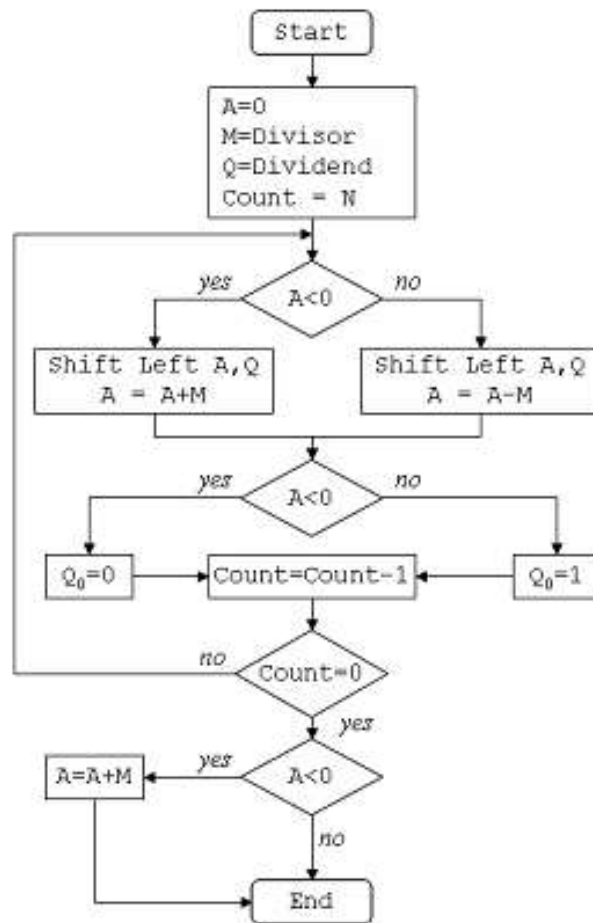 Start
A=0
M=Divisor
Q=Dividend
Count = N
yes
A<0
no
Shift Left A,Q
A = A+M
Shift Left A,Q
A = A-M
yes
A<0
no
Q₀=0
Count=Count-1
Q₀=1
no
Count=0
yes
A=A+M
yes
A<0
no
End